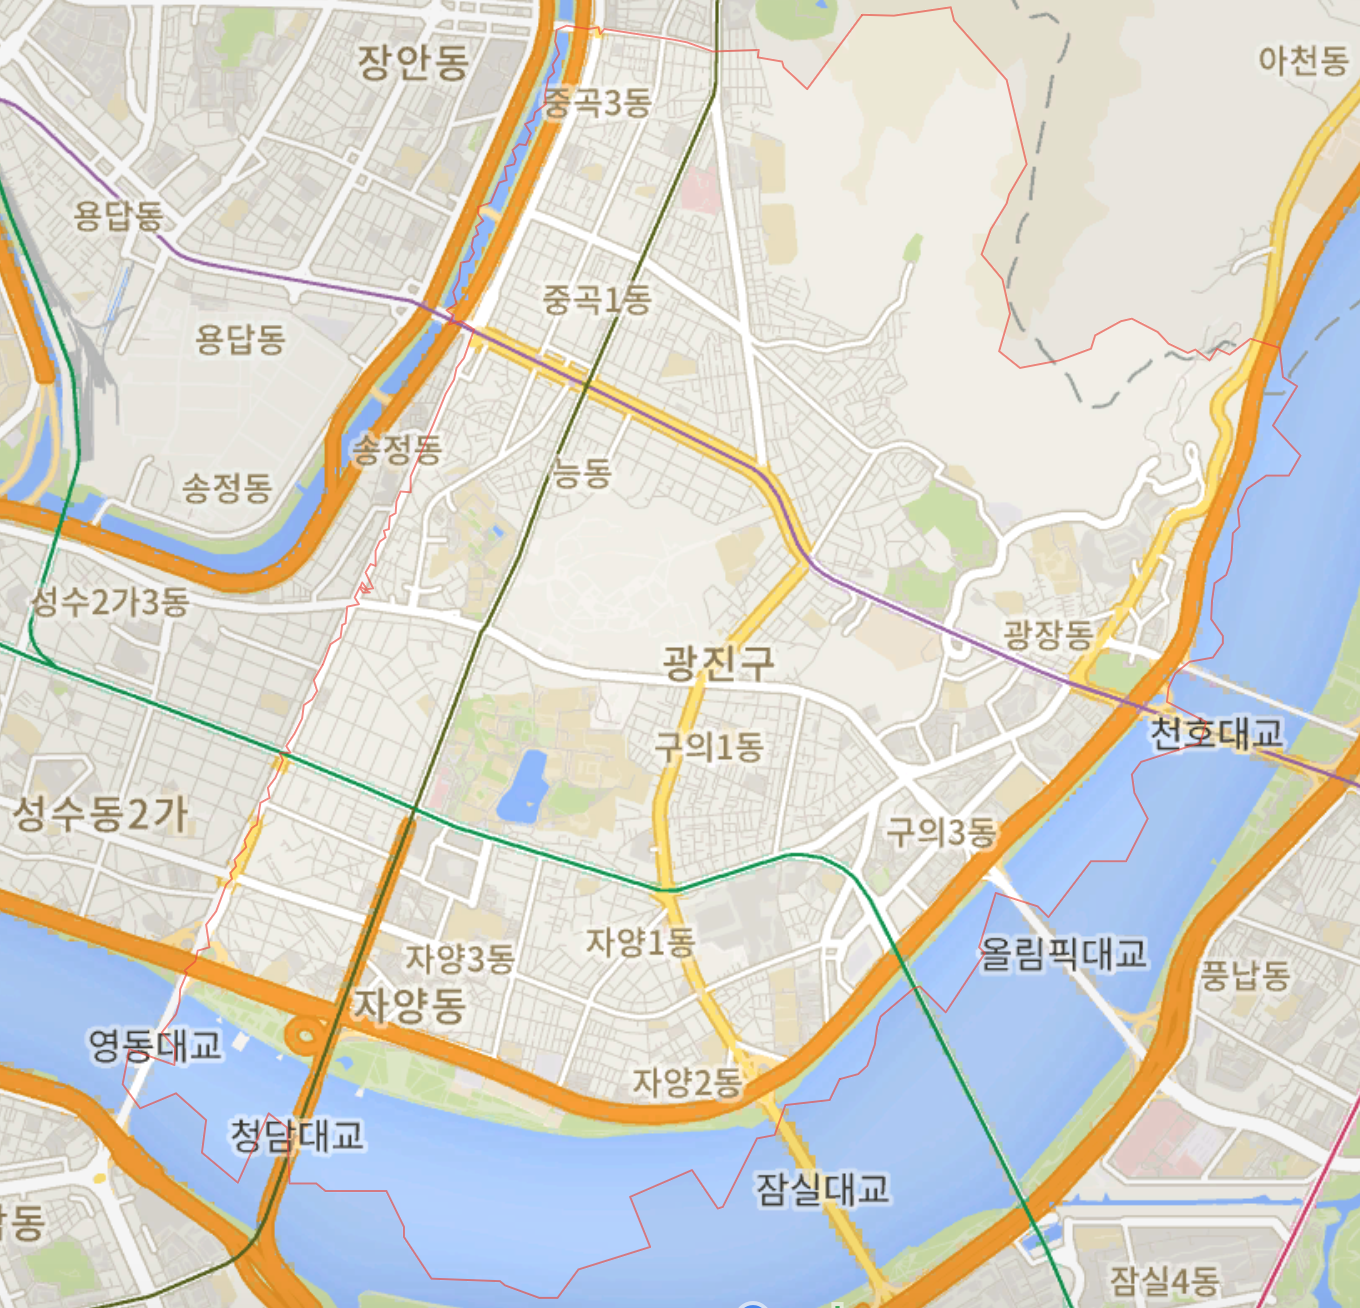 장안동
아천동
중곡3동
용답동
중곡1동
용답동
송정동
능동
송정동
성수2가3동
광장동
광진구
천호대교
구의1동
성수동2가
구의3동
자양1동
올림픽대교
자양3동
풍납동
자양동
영동대교
자양2동
청담대교
잠실대교
잠실4동